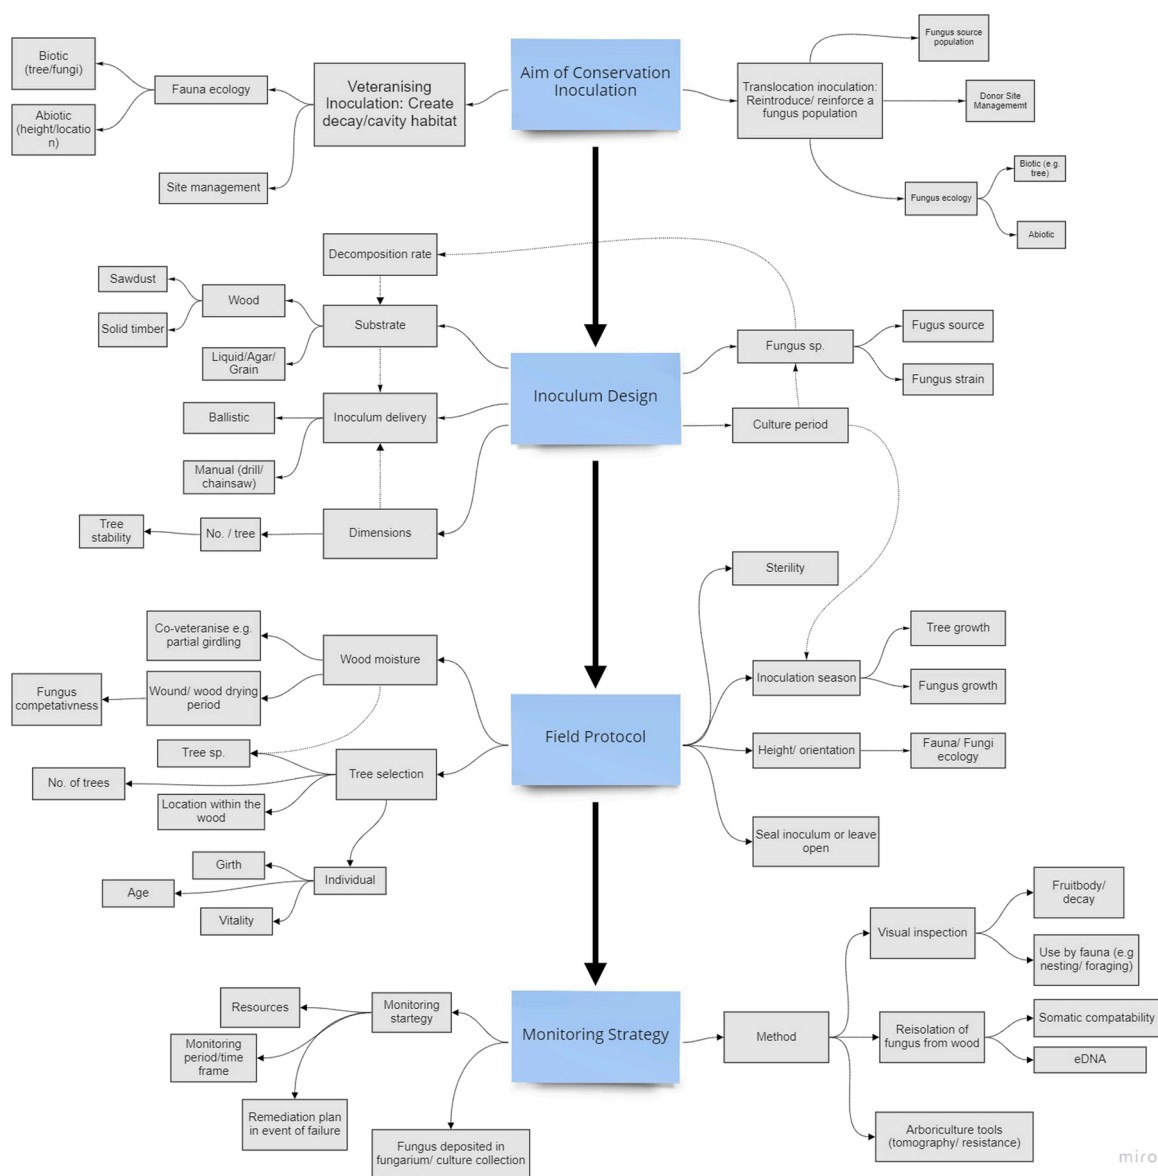 Aim of Conservation
Inoculation
Veteranising
Inoculation: Create
decay/cavity habitat
Fauna ecology
Biotic
(tree/fungi)
Abiotic
(height/locatio
n)
Site management
Translocation inoculation:
Reintroduce/ reinforce a
fungus population
Fungus source
population
Donor Site
Managememt
Fungus ecology
Biotic (e.g.
tree)
Abiotic
Inoculum Design
Decomposition rate
Substrate
Wood
Sawdust
Solid timber
Liquid/Agar/
Grain
Inoculum delivery
Ballistic
Manual (drill/
chainsaw)
Dimensions
No. / tree
Tree
stability
Fungus sp.
Fugus source
Fungus strain
Culture period
Field Protocol
Wood moisture
Co-veteranise e.g.
partial girdling
Wound/ wood drying
period
Fungus
competativness
Tree selection
Tree sp.
No. of trees
Location within the
wood
Individual
Girth
Age
Vitality
Sterility
Inoculation season
Tree growth
Fungus growth
Height/ orientation
Fauna/ Fungi
ecology
Seal inoculum or leave
open
Monitoring Strategy
Monitoring
startegy
Resources
Monitoring
period/time
frame
Remediation plan
in event of failure
Fungus deposited in
fungarium/ culture collection
Method
Visual inspection
Fruitbody/
decay
Use by fauna (e.g
nesting/ foraging)
Reisolation of
fungus from wood
Somatic compatability
eDNA
Arboriculture tools
(tomography/ resistance)
miro